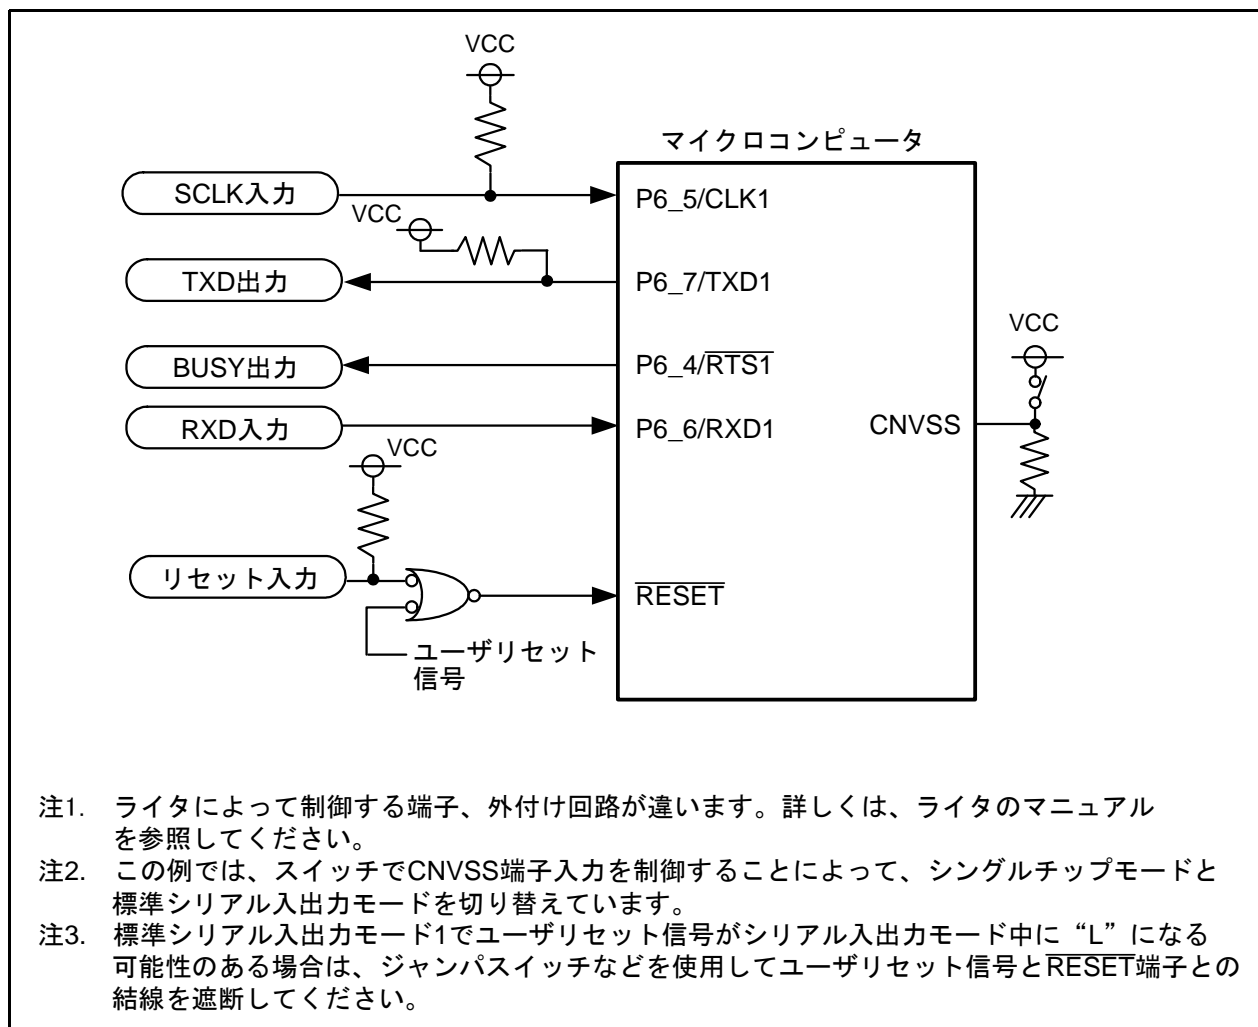 VCC
マイクロコンピュータ
SCLK入力
P6_5/CLK1
VCC
TXD出力
P6_7/TXD1
VCC
BUSY出力
P6_4/RTS1
RXD入力
P6_6/RXD1
CNVSS
VCC
リセット入力
RESET
ユーザリセット
信号
注1. ライタによって制御する端子、外付け回路が違います。詳しくは、ライタのマニュアル
を参照してください。
注2. この例では、スイッチでCNVSS端子入力を制御することによって、シングルチップモードと
標準シリアル入出力モードを切り替えています。
注3. 標準シリアル入出力モード1でユーザリセット信号がシリアル入出力モード中に“L”になる
可能性のある場合は、ジャンパスイッチなどを使用してユーザリセット信号とRESET端子との
結線を遮断してください。